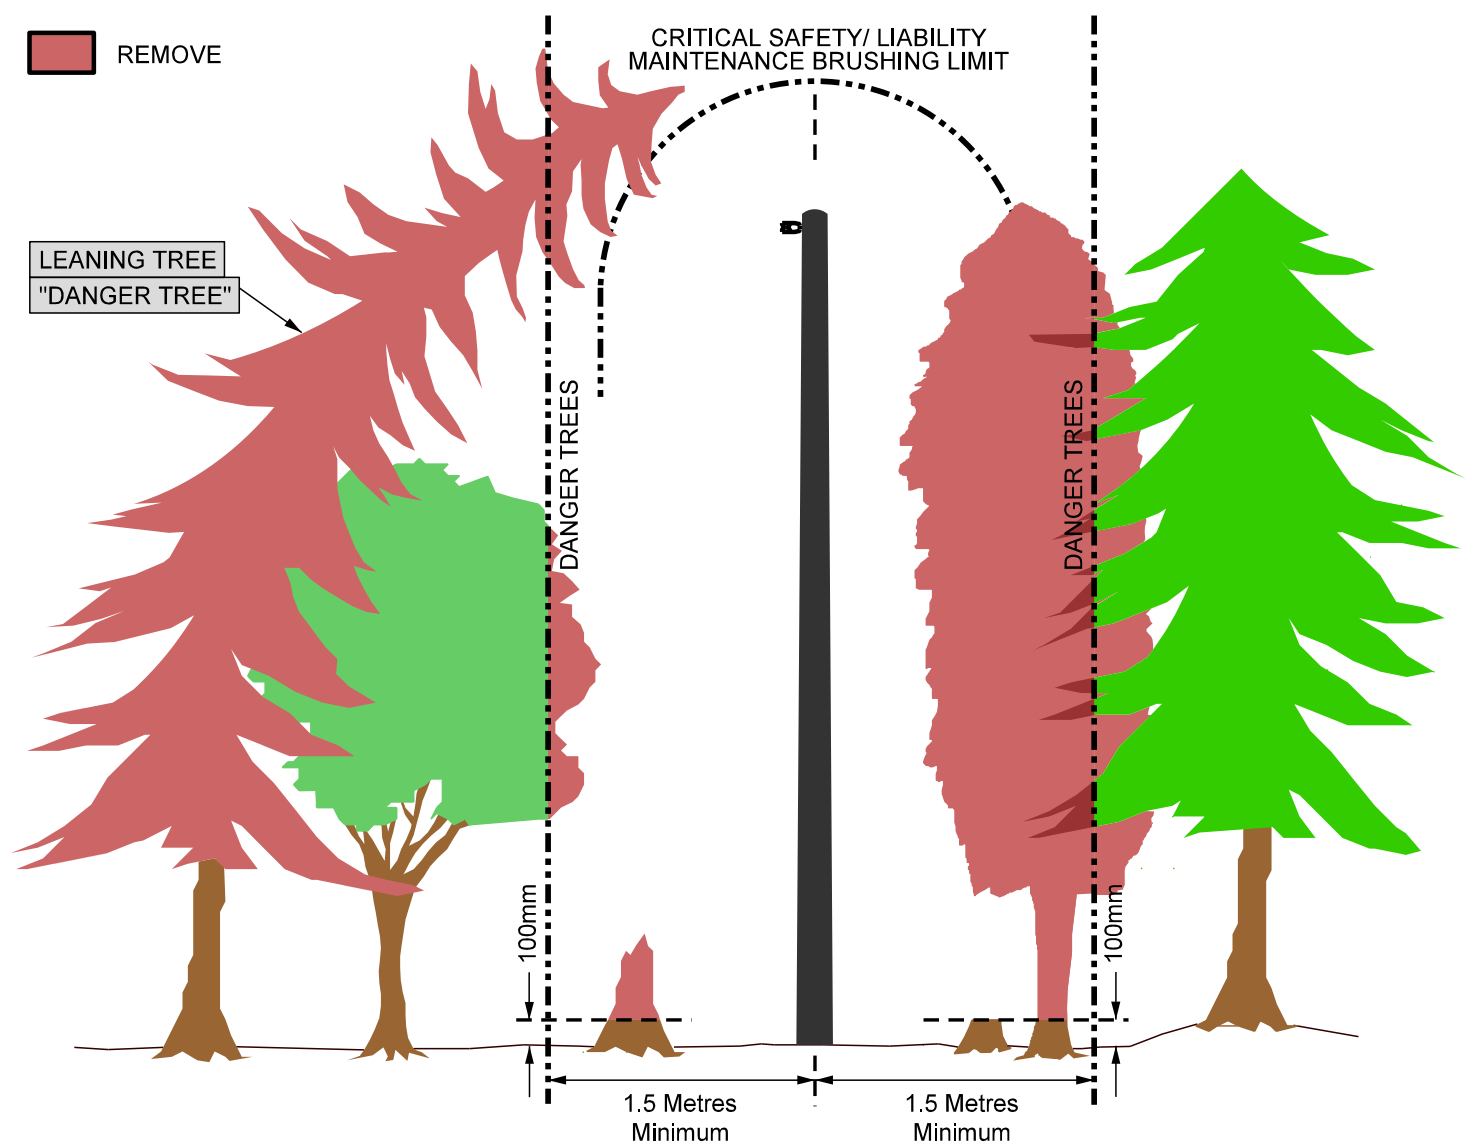 REMOVE
CRITICAL SAFETY/ LIABILITY
MAINTENANCE BRUSHING LIMIT
LEANING TREE
"DANGER TREE"
DANGER TREES
DANGER TREES
100mm
100mm
1.5 Metres
Minimum
1.5 Metres
Minimum